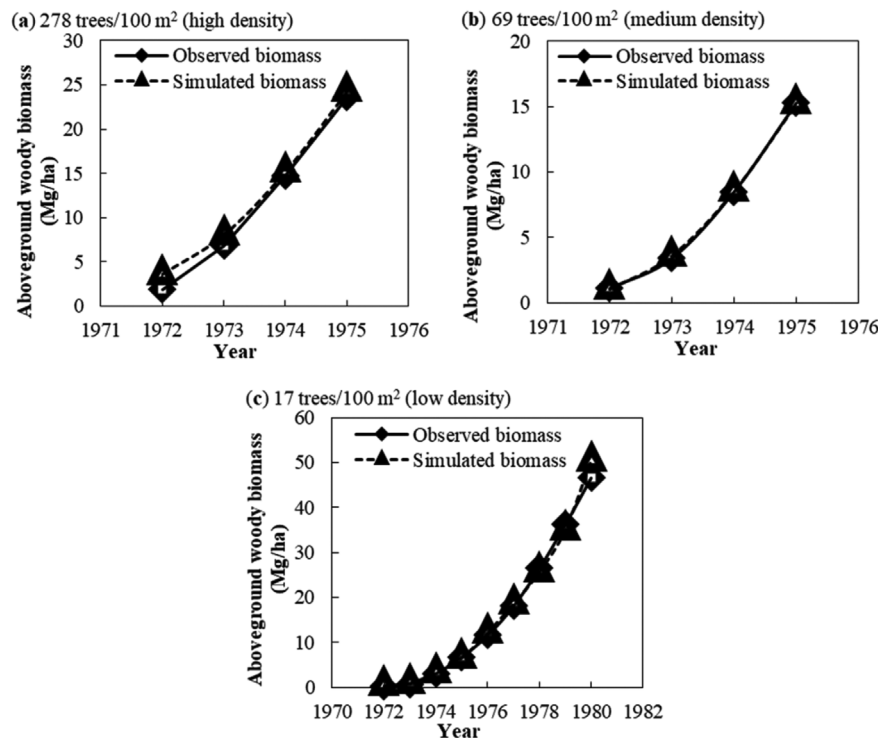 (a) 278 trees/100 m² (high density)
30
25
20
15
10
5
0
Aboveground woody biomass
(Mg/ha)
Observed biomass
Simulated biomass
1971 1972 1973 1974 1975 1976
Year
(b) 69 trees/100 m² (medium density)
20
15
10
5
0
Aboveground woody biomass
(Mg/ha)
Observed biomass
Simulated biomass
1971 1972 1973 1974 1975 1976
Year
(c) 17 trees/100 m² (low density)
60
50
40
30
20
10
0
Aboveground woody biomass
(Mg/ha)
Observed biomass
Simulated biomass
1970 1972 1974 1976 1978 1980 1982
Year